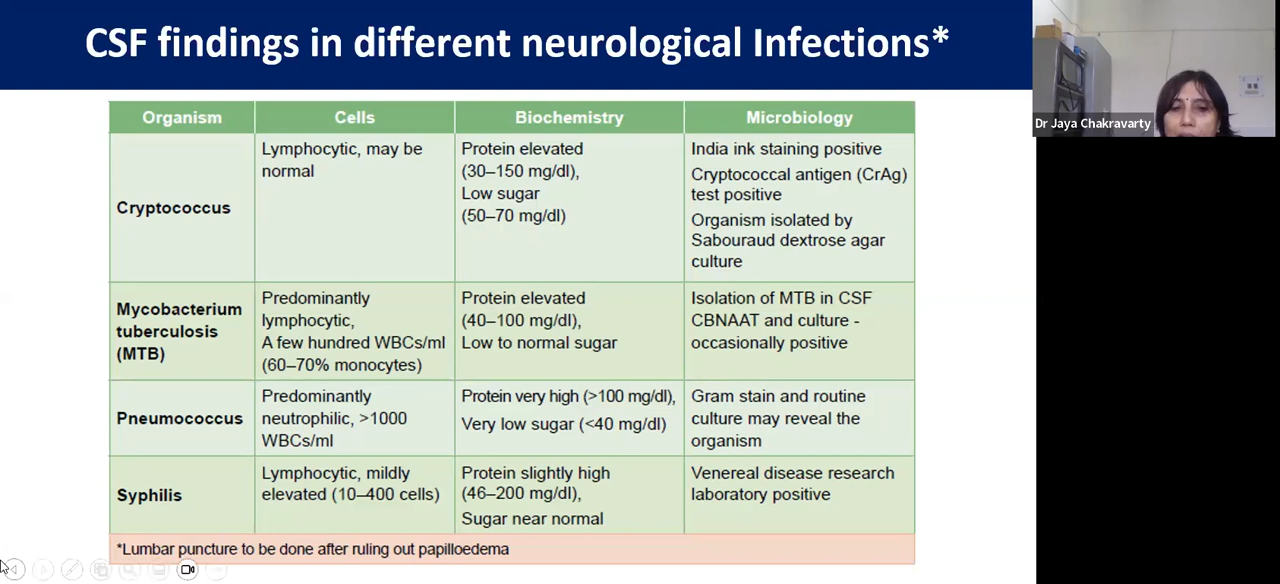 CSF findings in different neurological Infections*
Dr Jaya Chakravarty
Organism
Cells
Biochemistry
Microbiology
Cryptococcus
Lymphocytic, may be
normal
Protein elevated
(30–150 mg/dl),
Low sugar
(50–70 mg/dl)
India ink staining positive
Cryptococcal antigen (CrAg)
test positive
Organism isolated by
Sabouraud dextrose agar
culture
Mycobacterium
tuberculosis
(MTB)
Predominantly
lymphocytic,
A few hundred WBCs/ml
(60–70% monocytes)
Protein elevated
(40–100 mg/dl),
Low to normal sugar
Isolation of MTB in CSF
CBNAAT and culture -
occasionally positive
Pneumococcus
Predominantly
neutrophilic, >1000
WBCs/ml
Protein very high (>100 mg/dl),
Very low sugar (<40 mg/dl)
Gram stain and routine
culture may reveal the
organism
Syphilis
Lymphocytic, mildly
elevated (10–400 cells)
Protein slightly high
(46–200 mg/dl),
Sugar near normal
Venereal disease research
laboratory positive
*Lumbar puncture to be done after ruling out papilloedema